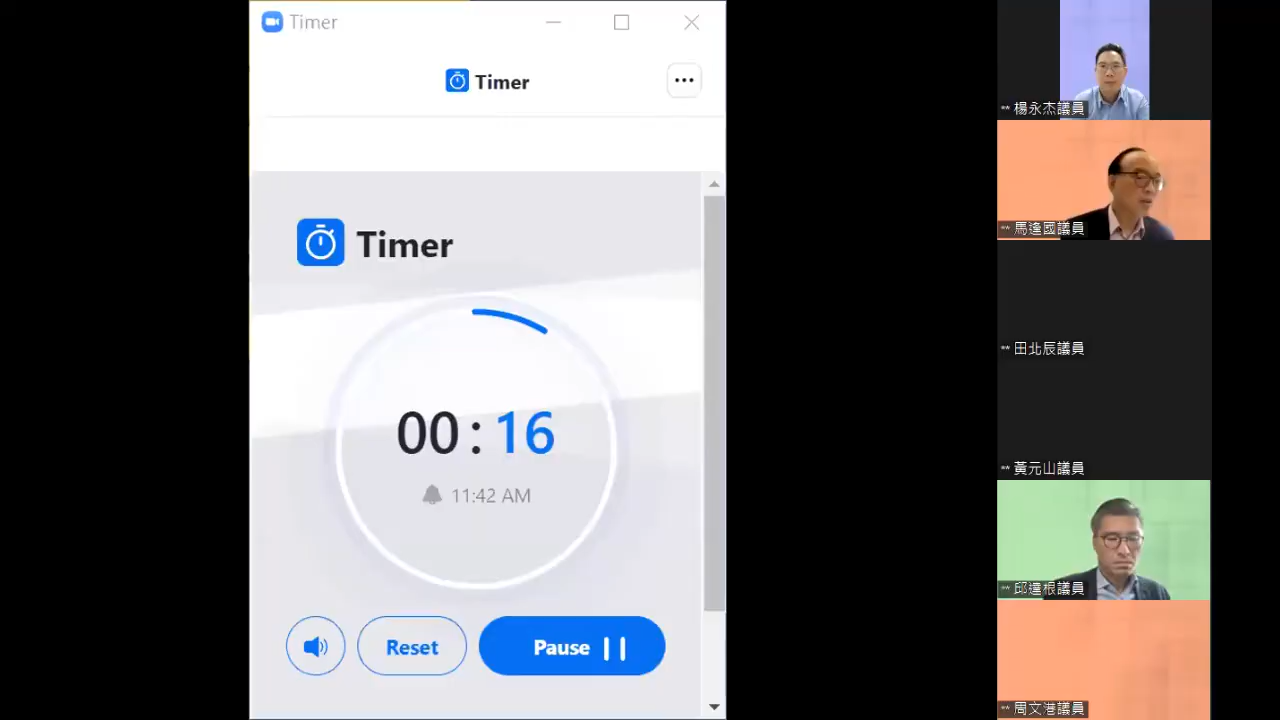 Timer
Timer
Timer
00 : 16
11:42 AM
Reset
Pause
** 楊永杰議員
** 馬逢國議員
** 田北辰議員
** 黃元山議員
** 邱達根議員
** 周文港議員